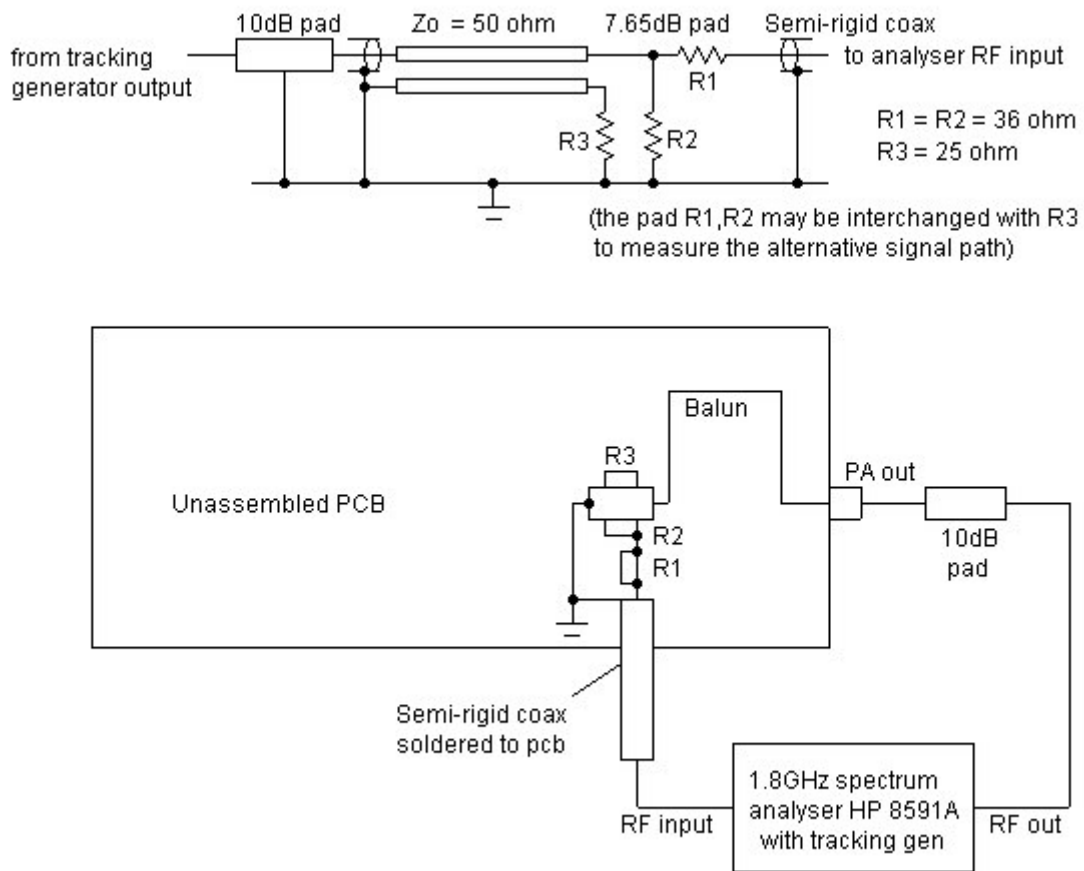 10dB pad
Zo = 50 ohm
7.65dB pad
Semi-rigid coax
from tracking
generator output
to analyser RF input
R1
R3
R2
R1 = R2 = 36 ohm
R3 = 25 ohm
(the pad R1,R2 may be interchanged with R3
to measure the alternative signal path)
Balun
R3
PA out
Unassembled PCB
R2
10dB
pad
R1
Semi-rigid coax
soldered to pcb
1.8GHz spectrum
analyser HP 8591A
with tracking gen
RF input
RF out